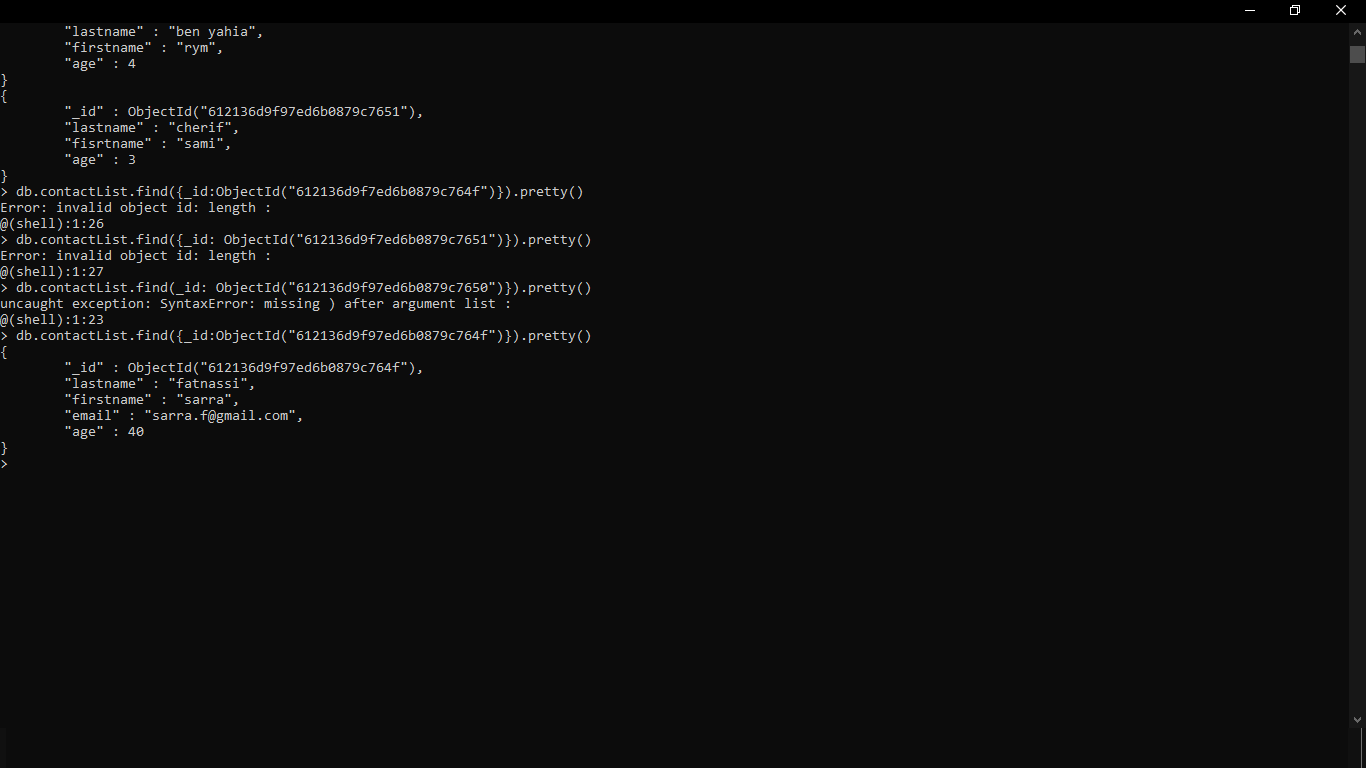 "lastname" : "ben yahia",
"firstname" : "rym",
"age" : 4
}
{
"_id" : ObjectId("612136d9f97ed6b0879c7651"),
"lastname" : "cherif",
"fisrtname" : "sami",
"age" : 3
}
> db.contactList.find({_id:ObjectId("612136d9f7ed6b0879c764f")}).pretty()
Error: invalid object id: length :
@(shell):1:26
> db.contactList.find({_id: ObjectId("612136d9f7ed6b0879c7651")}).pretty()
Error: invalid object id: length :
@(shell):1:27
> db.contactList.find(_id: ObjectId("612136d9f97ed6b0879c7650")}).pretty()
uncaught exception: SyntaxError: missing ) after argument list :
@(shell):1:23
> db.contactList.find({_id:ObjectId("612136d9f97ed6b0879c764f")}).pretty()
{
"_id" : ObjectId("612136d9f97ed6b0879c764f"),
"lastname" : "fatnassi",
"firstname" : "sarra",
"email" : "sarra.f@gmail.com",
"age" : 40
}
>